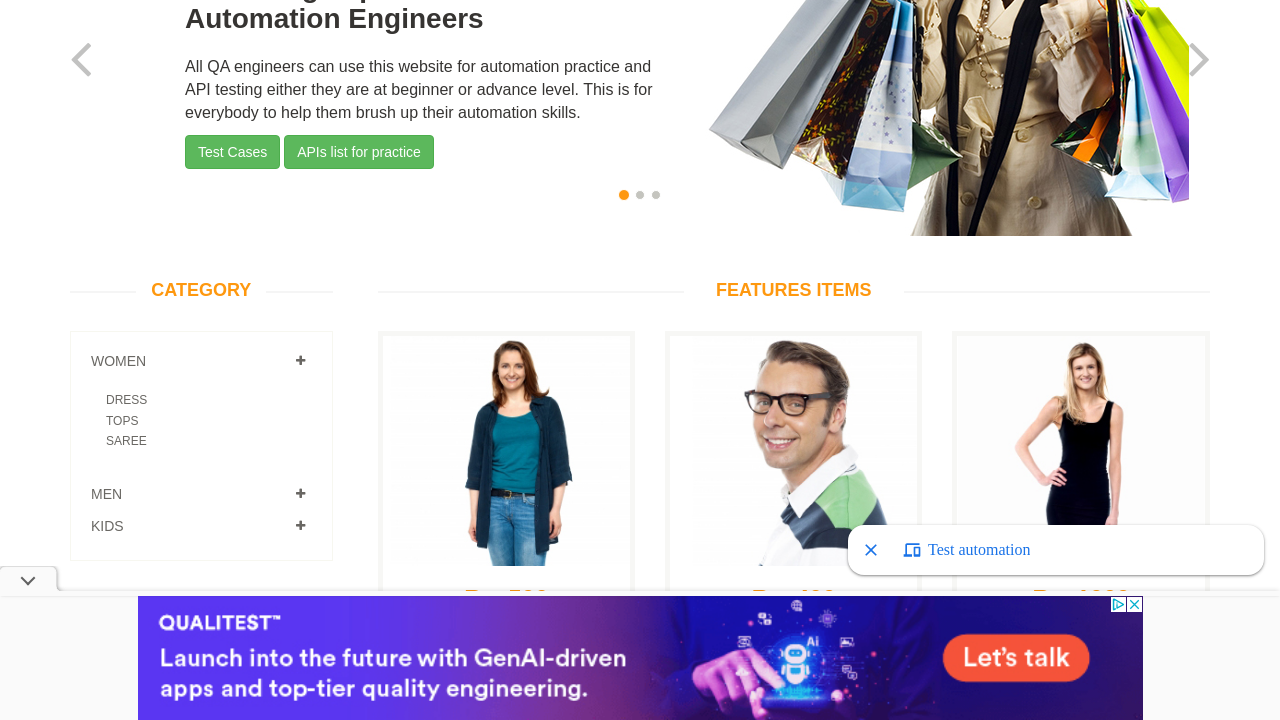 Automation Engineers
All QA engineers can use this website for automation practice and
API testing either they are at beginner or advance level. This is for
everybody to help them brush up their automation skills.
Test Cases
APIs list for practice
CATEGORY
WOMEN
DRESS
TOPS
SAREE
MEN
KIDS
FEATURES ITEMS
Test automation
QUALITEST™
Launch into the future with GenAI-driven
apps and top-tier quality engineering.
Ai
Let's talk